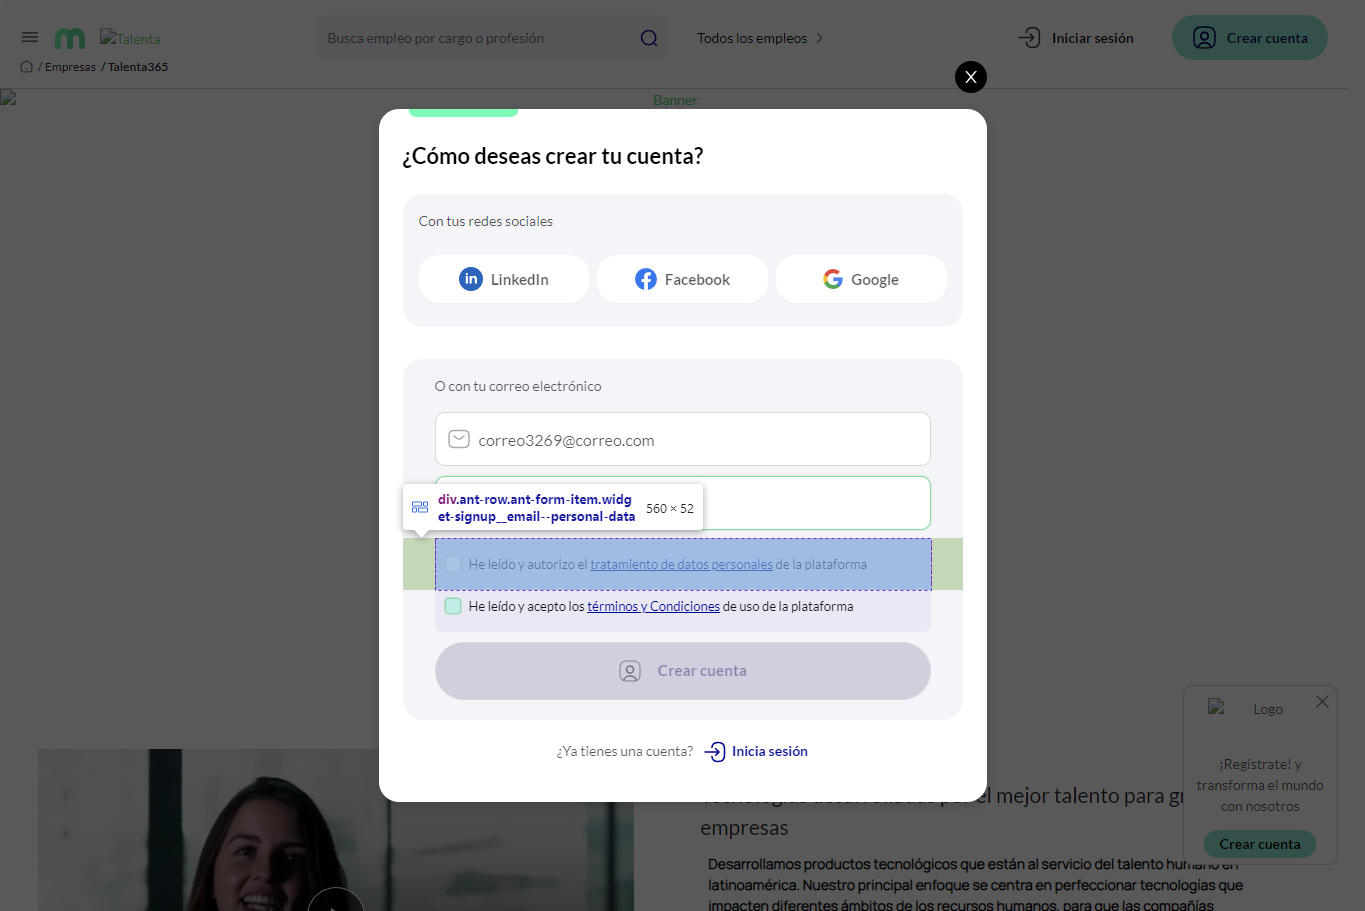 Talenta
Busca empleo por cargo o profesión
Todos los empleos
Iniciar sesión
Crear cuenta
/ Empresas / Talenta365
X
Banner
¿Cómo deseas crear tu cuenta?
Con tus redes sociales
LinkedIn
Facebook
Google
O con tu correo electrónico
correo3269@correo.com
div.ant-row.ant-form-item.widg
et-signup__email--personal-data
560 × 52
He leído y autorizo el tratamiento de datos personales de la plataforma
He leído y acepto los términos y Condiciones de uso de la plataforma
Crear cuenta
¿Ya tienes una cuenta? Inicia sesión
Logo
¡Regístrate! y
transforma el mundo
con nosotros
Crear cuenta
el mejor talento para
empresas
Desarrollamos productos tecnológicos que están al servicio del talento humano en
latinoamérica. Nuestro principal enfoque se centra en perfeccionar tecnologías que
impacten diferentes ámbitos de los recursos humanos, para que las compañías